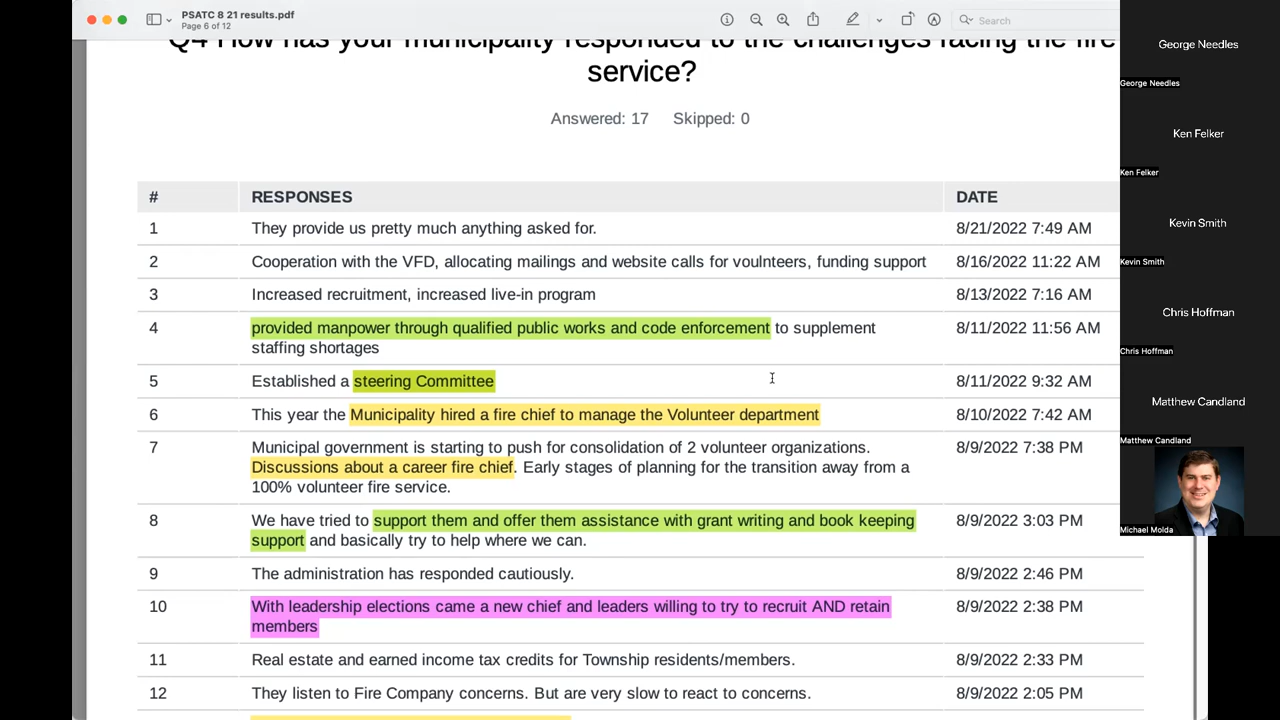 PSATC 8 21 results.pdf
Page 6 of 12
Search
Q4 How has your municipality responded to the challenges facing the fire
service?
Answered: 17 Skipped: 0
# RESPONSES DATE
1 They provide us pretty much anything asked for. 8/21/2022 7:49 AM
2 Cooperation with the VFD, allocating mailings and website calls for voulnteers, funding support 8/16/2022 11:22 AM
3 Increased recruitment, increased live-in program 8/13/2022 7:16 AM
4 provided manpower through qualified public works and code enforcement to supplement 8/11/2022 11:56 AM
staffing shortages
5 Established a steering Committee 8/11/2022 9:32 AM
6 This year the Municipality hired a fire chief to manage the Volunteer department 8/10/2022 7:42 AM
7 Municipal government is starting to push for consolidation of 2 volunteer organizations. 8/9/2022 7:38 PM
Discussions about a career fire chief. Early stages of planning for the transition away from a
100% volunteer fire service.
8 We have tried to support them and offer them assistance with grant writing and book keeping 8/9/2022 3:03 PM
support and basically try to help where we can.
9 The administration has responded cautiously. 8/9/2022 2:46 PM
10 With leadership elections came a new chief and leaders willing to try to recruit AND retain 8/9/2022 2:38 PM
members
11 Real estate and earned income tax credits for Township residents/members. 8/9/2022 2:33 PM
12 They listen to Fire Company concerns. But are very slow to react to concerns. 8/9/2022 2:05 PM
George Needles
George Needles
Ken Felker
Ken Felker
Kevin Smith
Kevin Smith
Chris Hoffman
Chris Hoffman
Matthew Candland
Matthew Candland
Michael Molda